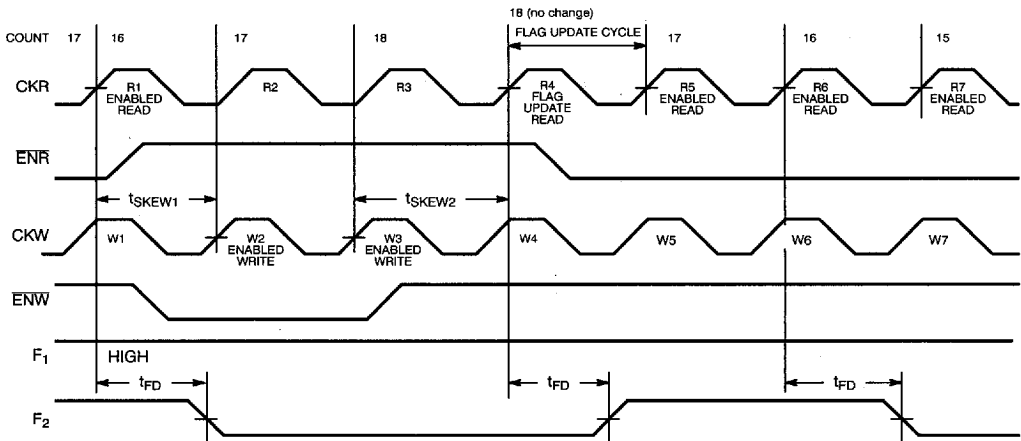 18 (no change)
COUNT 17 16 17 18 FLAG UPDATE CYCLE 17 16 15
CKR R1 ENABLED READ R2 R3 R4 FLAG UPDATE READ R5 ENABLED READ R6 ENABLED READ R7 ENABLED READ
ENR
tSKEW1 tSKEW2
CKW W1 W2 ENABLED WRITE W3 ENABLED WRITE W4 W5 W6 W7
ENW
F1 HIGH
tFD tFD tFD
F2